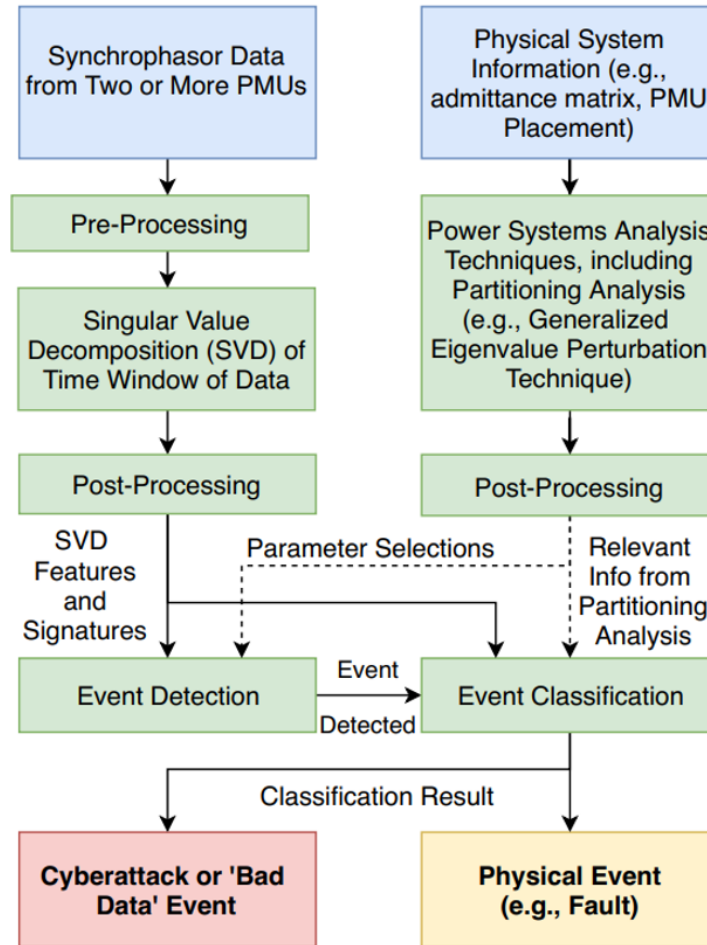 Synchrophasor Data
from Two or More PMUs
Physical System
Information (e.g.,
admittance matrix, PMU
Placement)
Pre-Processing
Singular Value
Decomposition (SVD) of
Time Window of Data
Power Systems Analysis
Techniques, including
Partitioning Analysis
(e.g., Generalized
Eigenvalue Perturbation
Technique)
Post-Processing
Post-Processing
SVD
Features
and
Signatures
Parameter Selections
Relevant
Info from
Partitioning
Analysis
Event Detection
Event
Detected
Event Classification
Classification Result
Cyberattack or 'Bad
Data' Event
Physical Event
(e.g., Fault)